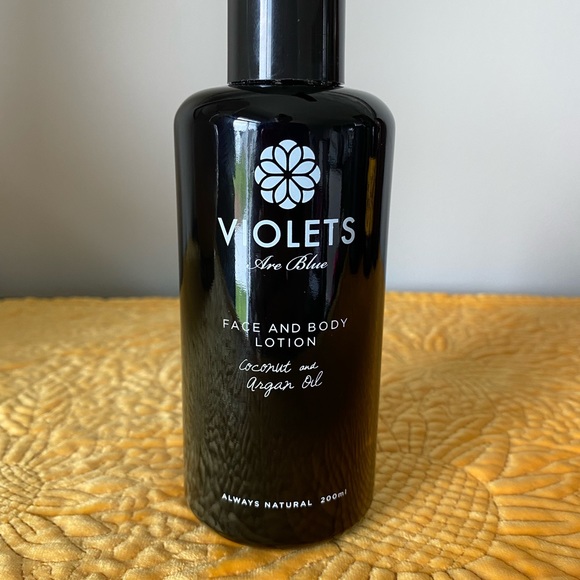 VIOLETS
Are Blue
FACE AND BODY
LOTION
Coconut and
Argan Oil
ALWAYS NATURAL 200ml